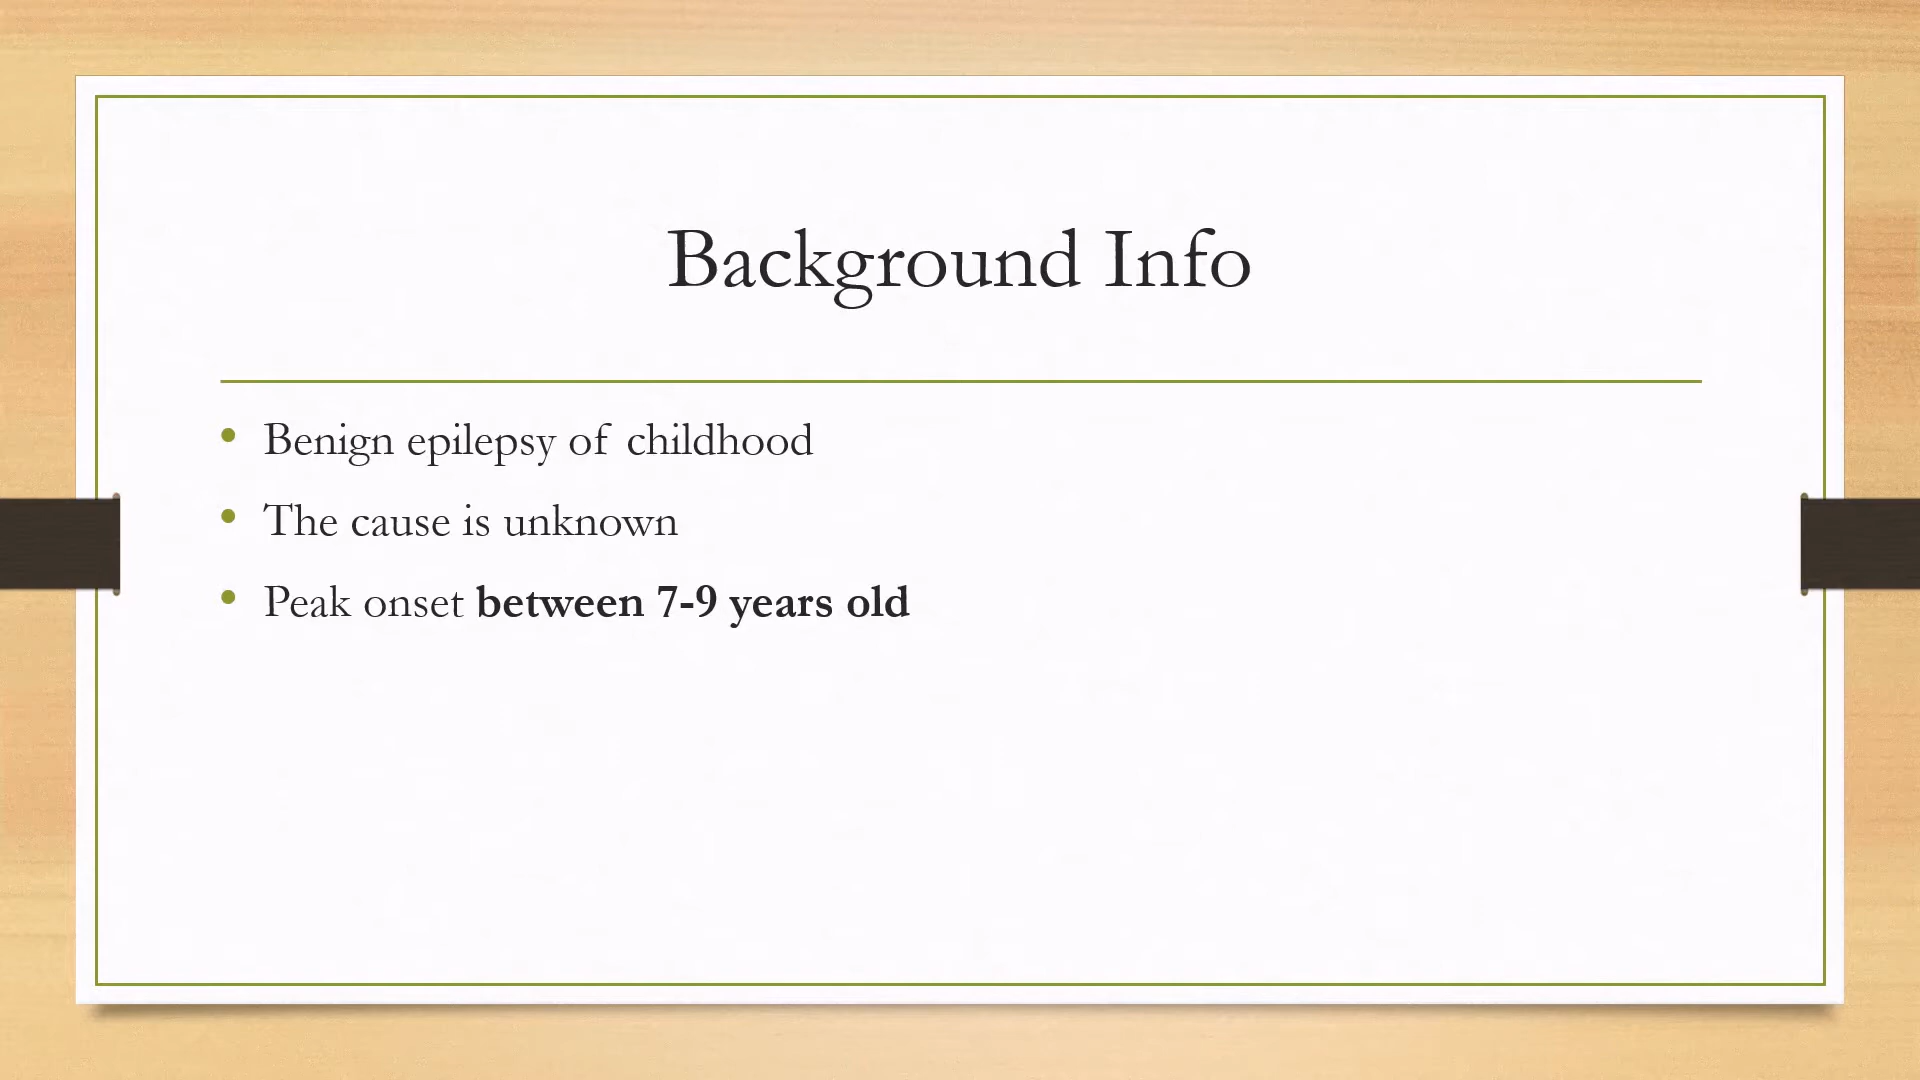 Background Info
• Benign epilepsy of childhood
• The cause is unknown
• Peak onset between 7-9 years old